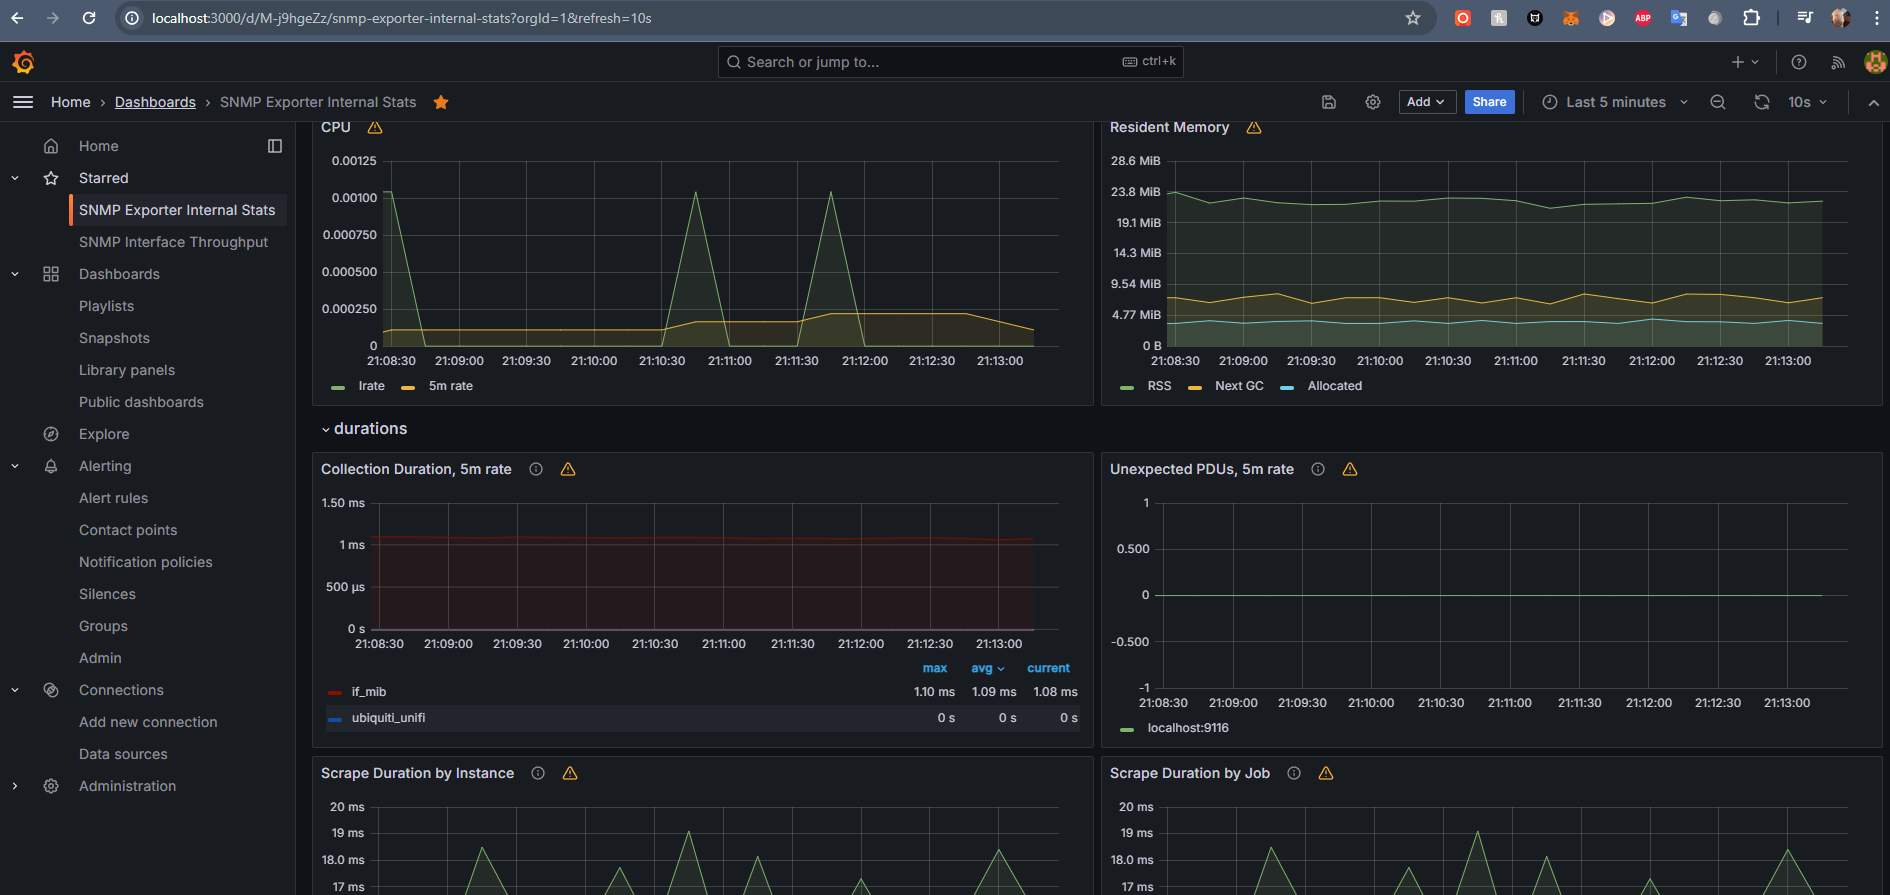 localhost:3000/d/M-j9hgeZz/snmp-exporter-internal-stats?orgId=1&refresh=10s
ABP
Search or jump to...
ctrl+k
Home › Dashboards › SNMP Exporter Internal Stats
Add
Share
Last 5 minutes
10s
Home
Starred
SNMP Exporter Internal Stats
SNMP Interface Throughput
Dashboards
Playlists
Snapshots
Library panels
Public dashboards
Explore
Alerting
Alert rules
Contact points
Notification policies
Silences
Groups
Admin
Connections
Add new connection
Data sources
Administration
CPU
0.00125
0.00100
0.000750
0.000500
0.000250
0
21:08:30 21:09:00 21:09:30 21:10:00 21:10:30 21:11:00 21:11:30 21:12:00 21:12:30 21:13:00
Irate 5m rate
Resident Memory
28.6 MiB
23.8 MiB
19.1 MiB
14.3 MiB
9.54 MiB
4.77 MiB
0 B
21:08:30 21:09:00 21:09:30 21:10:00 21:10:30 21:11:00 21:11:30 21:12:00 21:12:30 21:13:00
RSS Next GC Allocated
durations
Collection Duration, 5m rate
1.50 ms
1 ms
500 µs
0 s
21:08:30 21:09:00 21:09:30 21:10:00 21:10:30 21:11:00 21:11:30 21:12:00 21:12:30 21:13:00
max avg current
if_mib 1.10 ms 1.09 ms 1.08 ms
ubiquiti_unifi 0 s 0 s 0 s
Unexpected PDUs, 5m rate
1
0.500
0
-0.500
-1
21:08:30 21:09:00 21:09:30 21:10:00 21:10:30 21:11:00 21:11:30 21:12:00 21:12:30 21:13:00
localhost:9116
Scrape Duration by Instance
20 ms
19 ms
18.0 ms
17 ms
Scrape Duration by Job
20 ms
19 ms
18.0 ms
17 ms